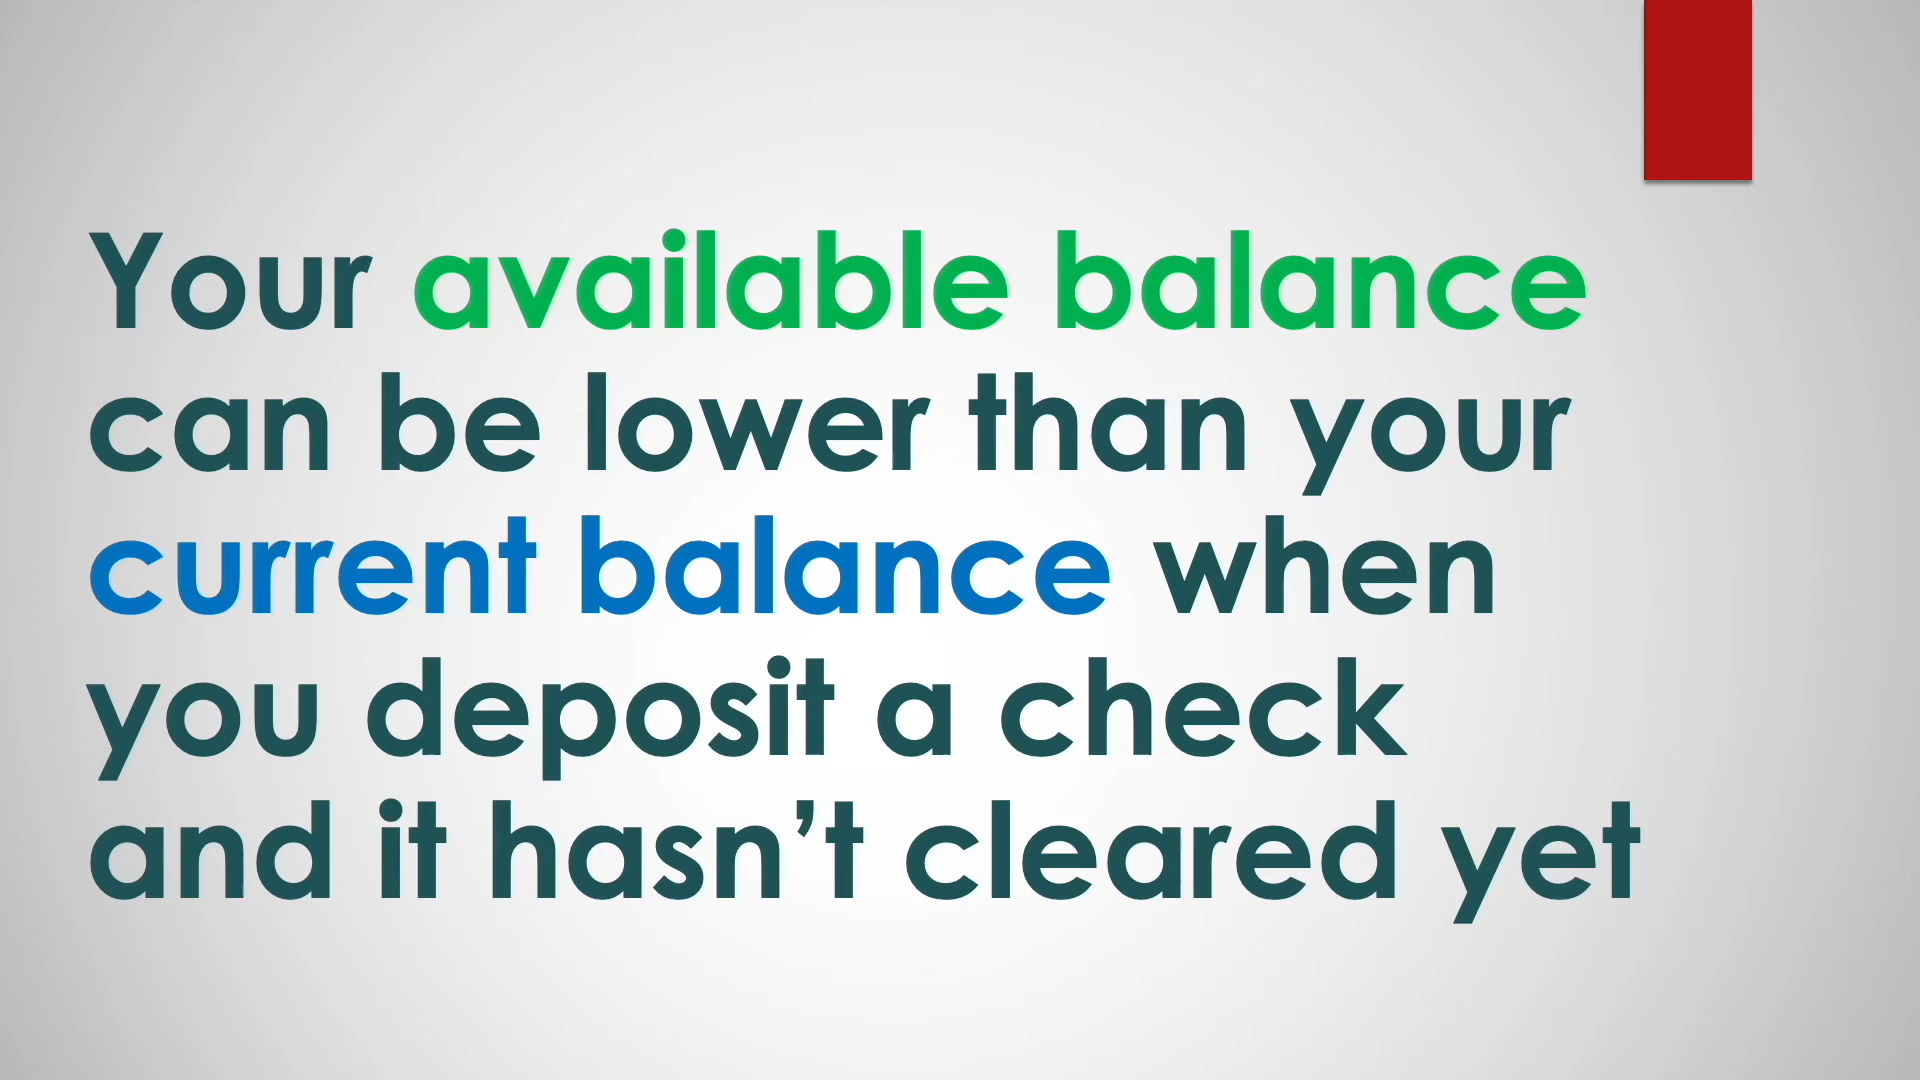 Your available balance
can be lower than your
current balance when
you deposit a check
and it hasn’t cleared yet